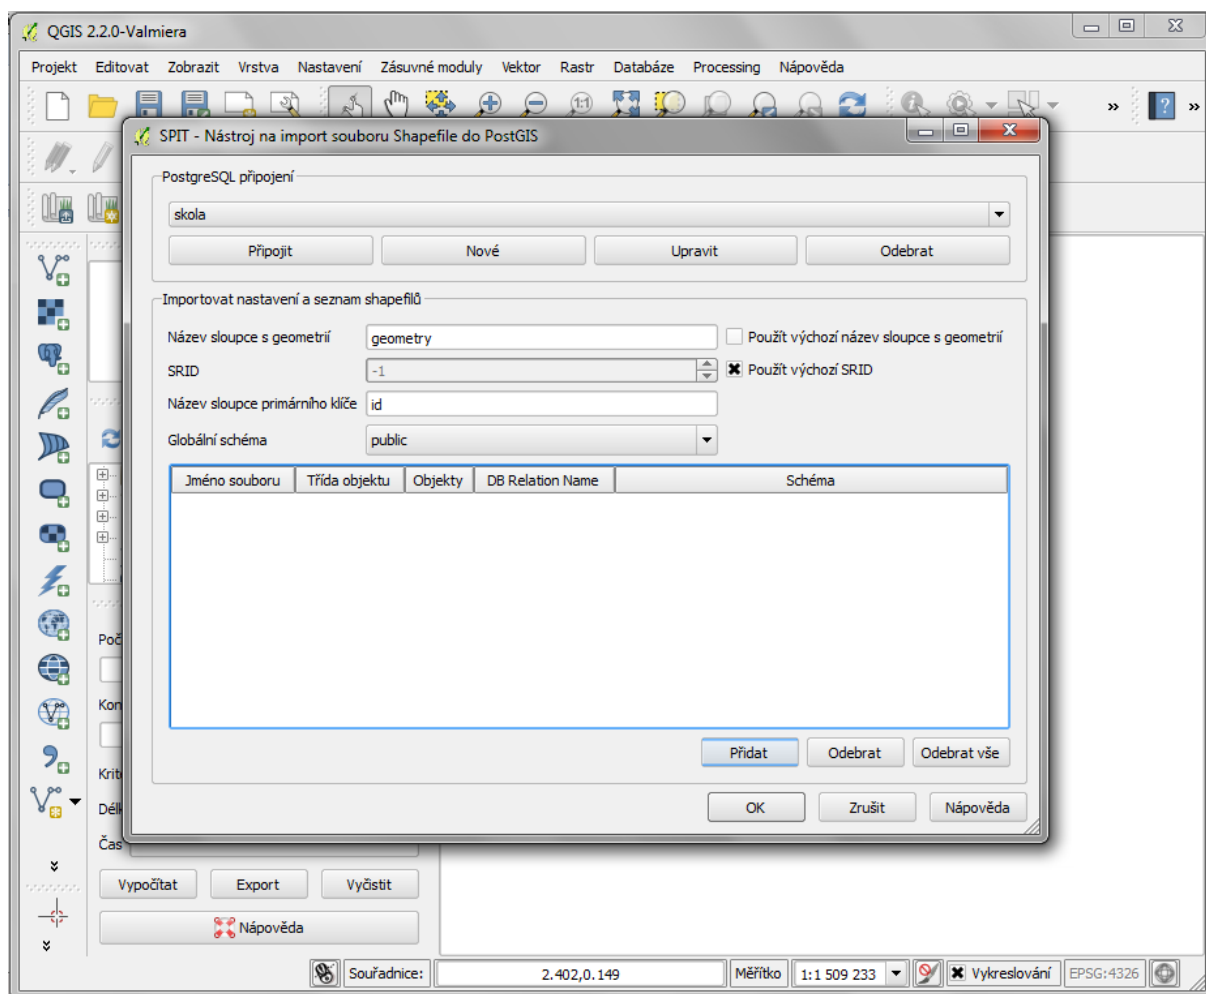 QGIS 2.2.0-Valmiera
Projekt Editovat Zobrazit Vrstva Nastavení Zásuvné moduly Vektor Rastr Databáze Processing Nápověda
SPIT - Nástroj na import souboru Shapefile do PostGIS
PostgreSQL připojení
skola
Připojit Nové Upravit Odebrat
Importovat nastavení a seznam shapefilů
Název sloupce s geometrií geometry Použít výchozí název sloupce s geometrií
SRID -1 Použít výchozí SRID
Název sloupce primárního klíče id
Globální schéma public
Jméno souboru Třída objektu Objekty DB Relation Name Schéma
Poč
Kon
Přidat Odebrat Odebrat vše
Krit
Dél
OK Zrušit Nápověda
Čas
Vypočítat Export Vyčistit
Nápověda
Souřadnice: 2.402,0.149 Měřítko 1:1 509 233 Vykreslování EPSG:4326